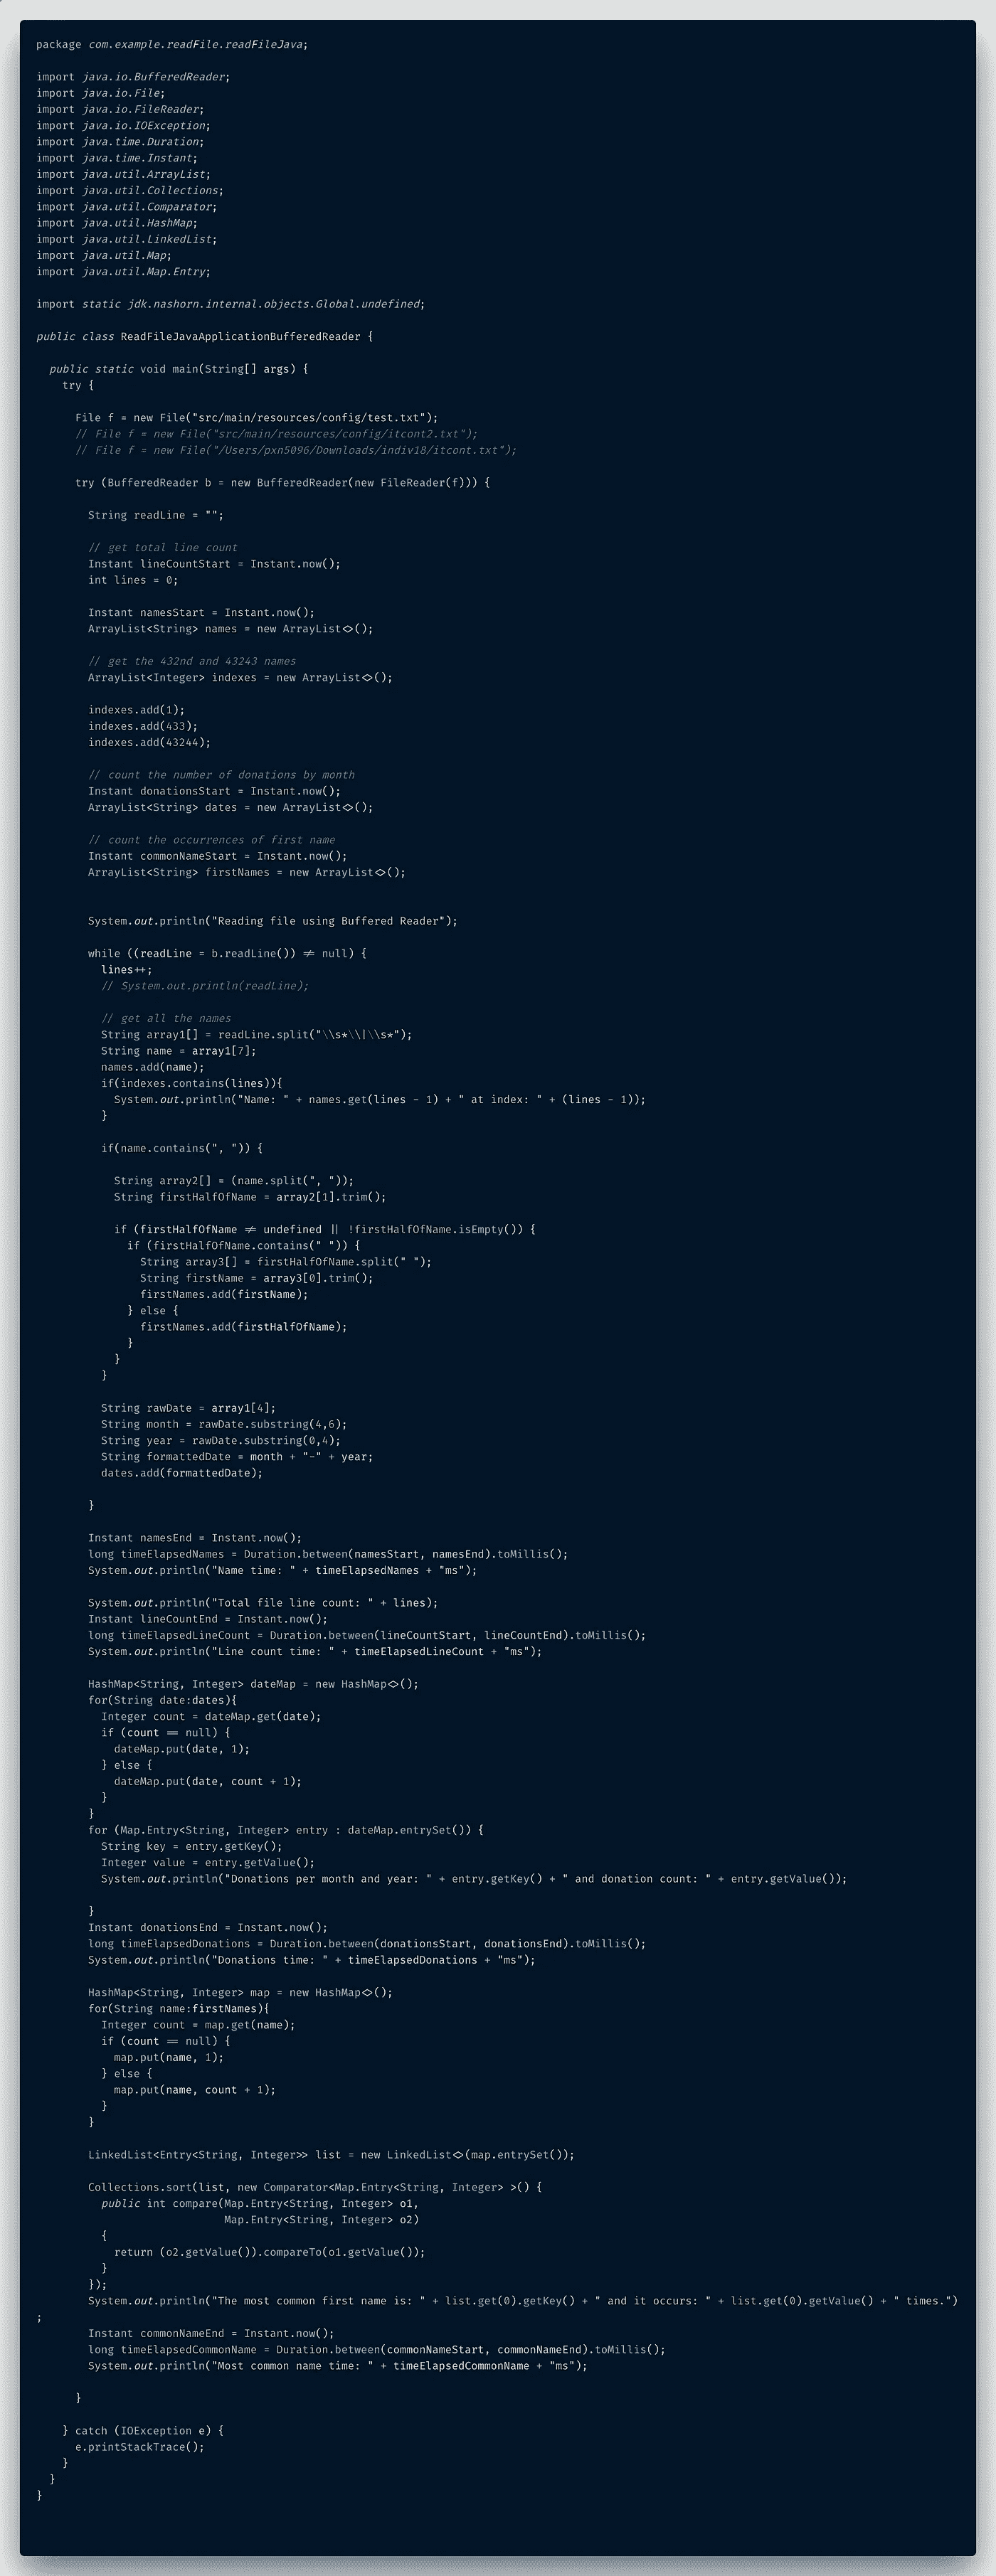 package com.example.readFile.readFileJava;
import java.io.BufferedReader;
import java.io.File;
import java.io.FileReader;
import java.io.IOException;
import java.time.Duration;
import java.time.Instant;
import java.util.ArrayList;
import java.util.Collections;
import java.util.Comparator;
import java.util.HashMap;
import java.util.LinkedList;
import java.util.Map;
import java.util.Map.Entry;
import static jdk.nashorn.internal.objects.Global.undefined;
public class ReadFileJavaApplicationBufferedReader {
public static void main(String[] args) {
try {
File f = new File("src/main/resources/config/test.txt");
// File f = new File("src/main/resources/config/itcont2.txt");
// File f = new File("/Users/pxn5096/Downloads/indiv18/itcont.txt");
try (BufferedReader b = new BufferedReader(new FileReader(f))) {
String readLine = "";
// get total line count
Instant lineCountStart = Instant.now();
int lines = 0;
Instant namesStart = Instant.now();
ArrayList<String> names = new ArrayList<>();
// get the 432nd and 43243 names
ArrayList<Integer> indexes = new ArrayList<>();
indexes.add(1);
indexes.add(433);
indexes.add(43244);
// count the number of donations by month
Instant donationsStart = Instant.now();
ArrayList<String> dates = new ArrayList<>();
// count the occurrences of first name
Instant commonNameStart = Instant.now();
ArrayList<String> firstNames = new ArrayList<>();
System.out.println("Reading file using Buffered Reader");
while ((readLine = b.readLine()) != null) {
lines++;
// System.out.println(readLine);
// get all the names
String array1[] = readLine.split("\\s*\\|\\s*");
String name = array1[7];
names.add(name);
if(indexes.contains(lines)){
System.out.println("Name: " + names.get(lines - 1) + " at index: " + (lines - 1));
}
if(name.contains(", ")) {
String array2[] = (name.split(", "));
String firstHalfOfName = array2[1].trim();
if (firstHalfOfName != undefined || !firstHalfOfName.isEmpty()) {
if (firstHalfOfName.contains(" ")) {
String array3[] = firstHalfOfName.split(" ");
String firstName = array3[0].trim();
firstNames.add(firstName);
} else {
firstNames.add(firstHalfOfName);
}
}
}
String rawDate = array1[4];
String month = rawDate.substring(4,6);
String year = rawDate.substring(0,4);
String formattedDate = month + "-" + year;
dates.add(formattedDate);
}
Instant namesEnd = Instant.now();
long timeElapsedNames = Duration.between(namesStart, namesEnd).toMillis();
System.out.println("Name time: " + timeElapsedNames + "ms");
System.out.println("Total file line count: " + lines);
Instant lineCountEnd = Instant.now();
long timeElapsedLineCount = Duration.between(lineCountStart, lineCountEnd).toMillis();
System.out.println("Line count time: " + timeElapsedLineCount + "ms");
HashMap<String, Integer> dateMap = new HashMap<>();
for(String date:dates){
Integer count = dateMap.get(date);
if (count == null) {
dateMap.put(date, 1);
} else {
dateMap.put(date, count + 1);
}
}
for (Map.Entry<String, Integer> entry : dateMap.entrySet()) {
String key = entry.getKey();
Integer value = entry.getValue();
System.out.println("Donations per month and year: " + entry.getKey() + " and donation count: " + entry.getValue());
}
Instant donationsEnd = Instant.now();
long timeElapsedDonations = Duration.between(donationsStart, donationsEnd).toMillis();
System.out.println("Donations time: " + timeElapsedDonations + "ms");
HashMap<String, Integer> map = new HashMap<>();
for(String name:firstNames){
Integer count = map.get(name);
if (count == null) {
map.put(name, 1);
} else {
map.put(name, count + 1);
}
}
LinkedList<Entry<String, Integer>> list = new LinkedList<>(map.entrySet());
Collections.sort(list, new Comparator<Map.Entry<String, Integer> >() {
public int compare(Map.Entry<String, Integer> o1,
Map.Entry<String, Integer> o2)
{
return (o2.getValue()).compareTo(o1.getValue());
}
});
System.out.println("The most common first name is: " + list.get(0).getKey() + " and it occurs: " + list.get(0).getValue() + " times.")
;
Instant commonNameEnd = Instant.now();
long timeElapsedCommonName = Duration.between(commonNameStart, commonNameEnd).toMillis();
System.out.println("Most common name time: " + timeElapsedCommonName + "ms");
}
} catch (IOException e) {
e.printStackTrace();
}
}
}